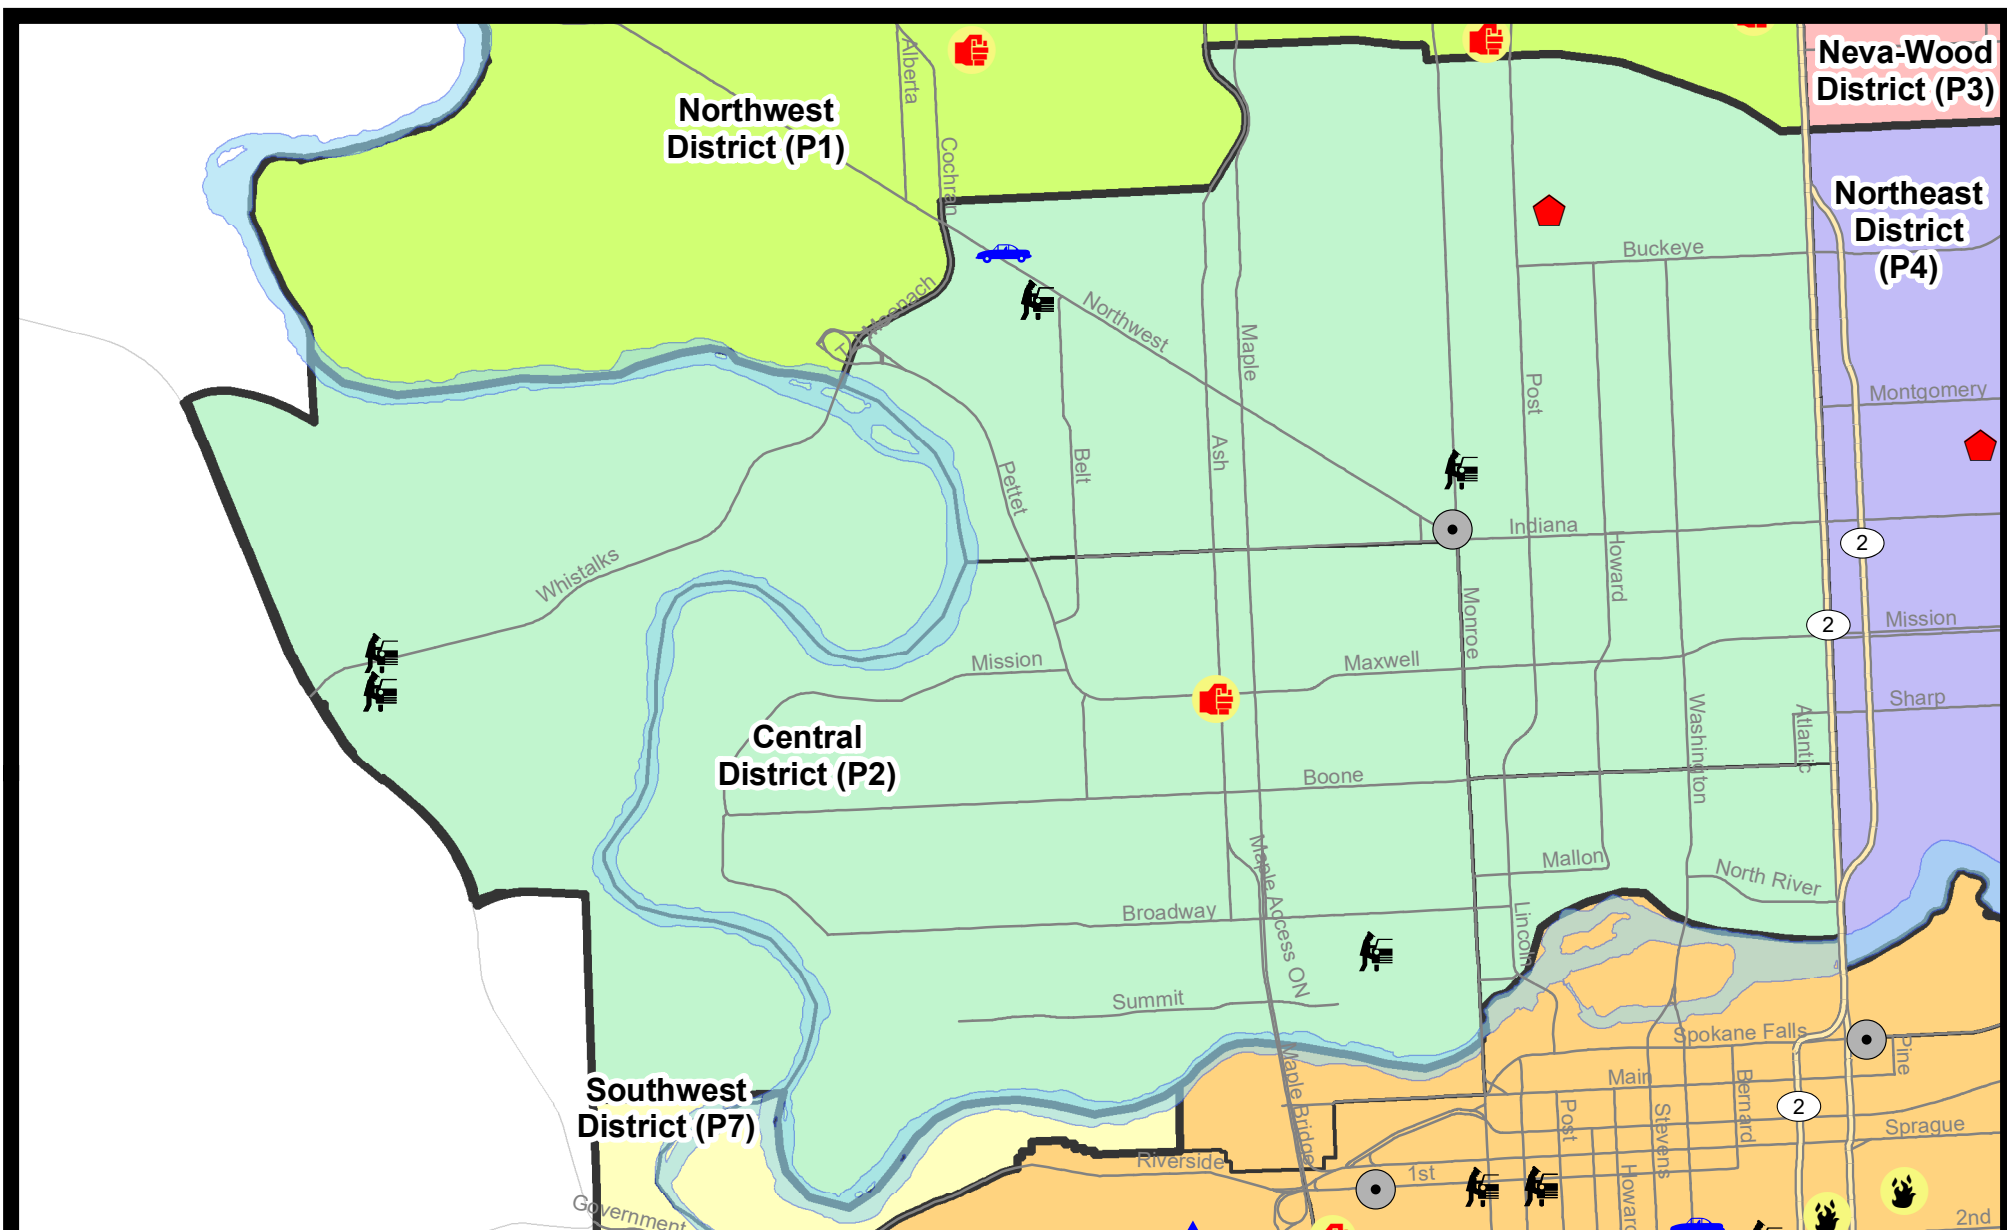 Neva-Wood
District (P3)
Northwest
District (P1)
Alberta
Cochran
Northeast
District
(P4)
Buckeye
Northwest
Maple
Post
Montgomery
Ash
Belt
Pettet
Indiana
2
Howard
Whistalks
Monroe
2
Mission
Mission
Maxwell
Sharp
Washington
Atlantic
Central
District (P2)
Boone
Mallon
North River
Maple Access ON
Broadway
Lincoln
Summit
Spokane Falls
Pine
Maple Bridge
Main
Bernard
Southwest
District (P7)
2
Post
Stevens
Sprague
Riverside
1st
Howard
Government
2nd